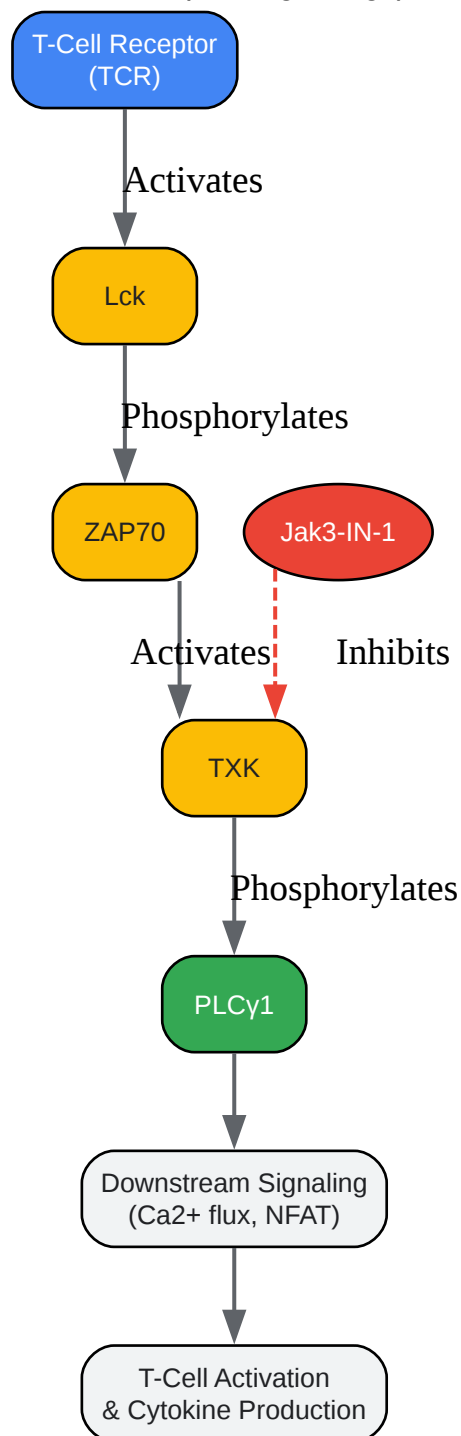 T-Cell Receptor
(TCR)
Activates
Lck
Phosphorylates
ZAP70
Jak3-IN-1
Activates
Inhibits
TXK
Phosphorylates
PLCγ1
Downstream Signaling
(Ca2+ flux, NFAT)
T-Cell Activation
& Cytokine Production